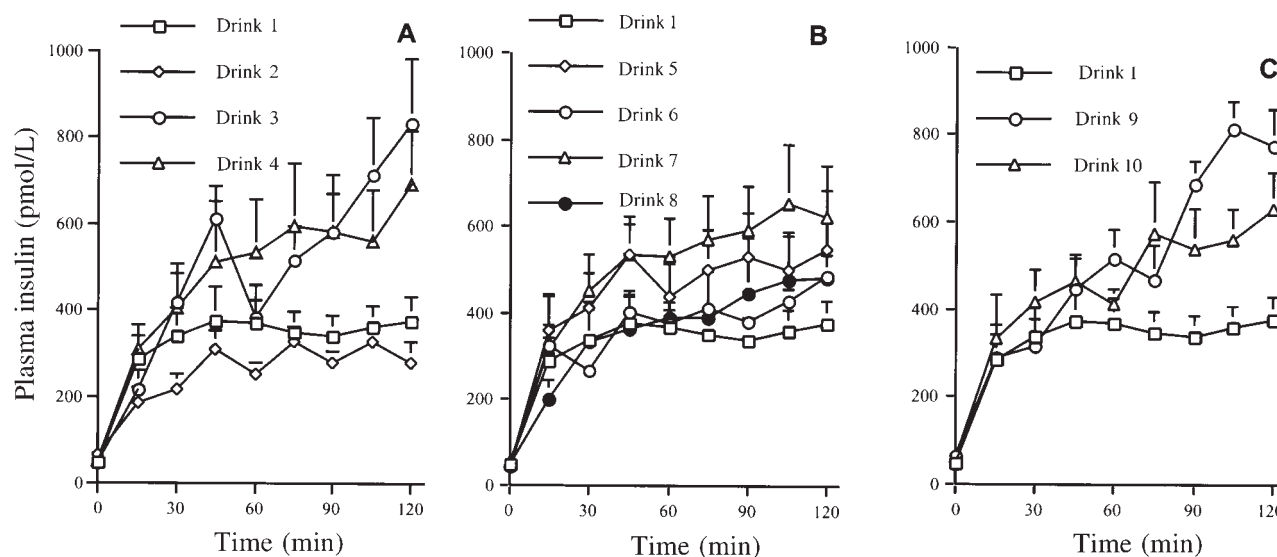 Plasma insulin (pmol/L)
A
Drink 1
Drink 2
Drink 3
Drink 4
1000
800
600
400
200
0
0 30 60 90 120
Time (min)
B
Drink 1
Drink 5
Drink 6
Drink 7
Drink 8
1000
800
600
400
200
0
0 30 60 90 120
Time (min)
C
Drink 1
Drink 9
Drink 10
1000
800
600
400
200
0
0 30 60 90 120
Time (min)